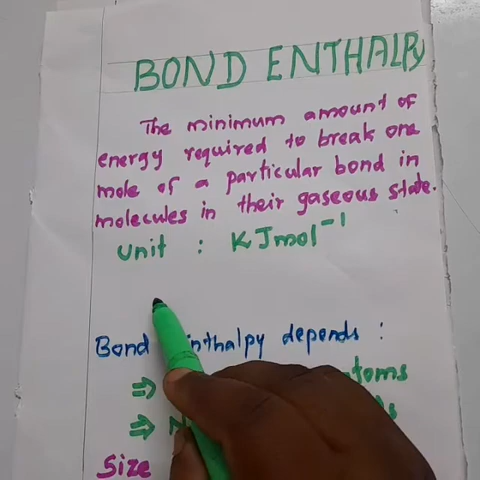 BOND ENTHALPY
The minimum amount of
energy required to break one
mole of a particular bond in
molecules in their gaseous state.
Unit : KJmol⁻¹
Bond enthalpy depends :
⇒ atoms
⇒
Size